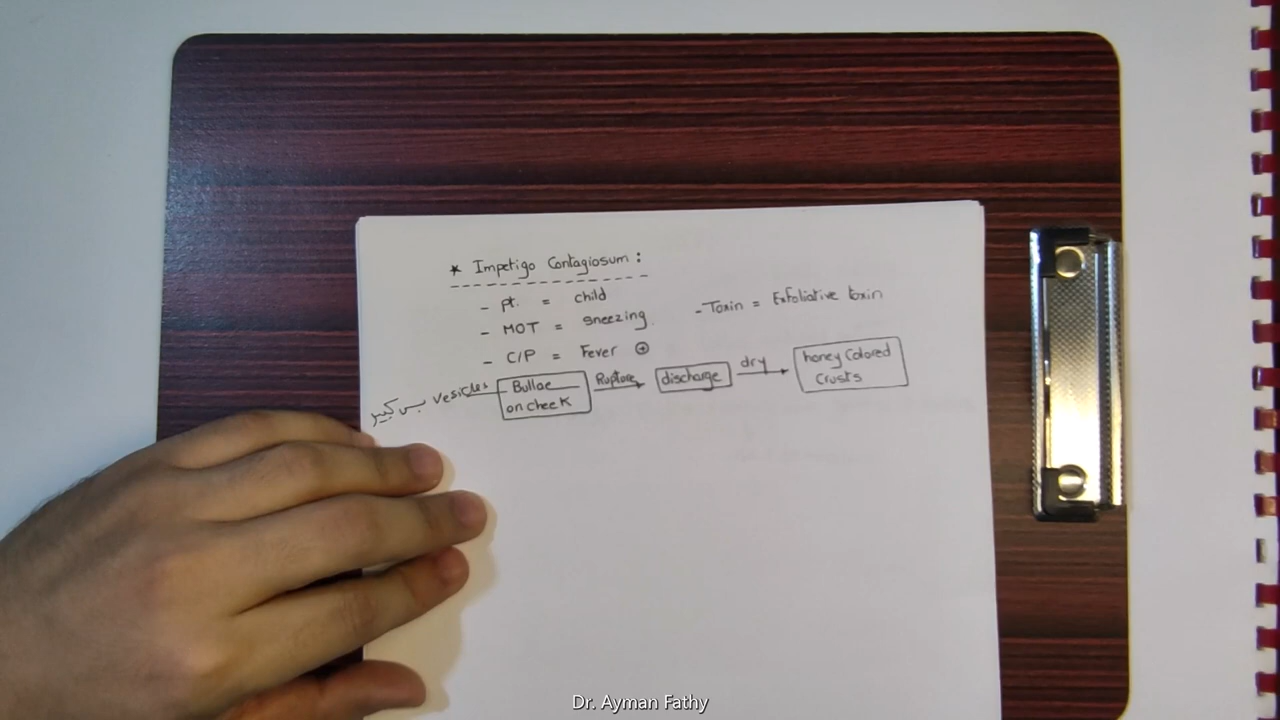 * Impetigo Contagiosum :
- pt. = child
- MOT = Sneezing
- C/P = Fever ⊕
- Toxin = Exfoliative toxin
vesicles بس كبير
Bullae on cheek
Rupture
discharge
dry
honey Colored
Crusts
Dr. Ayman Fathy